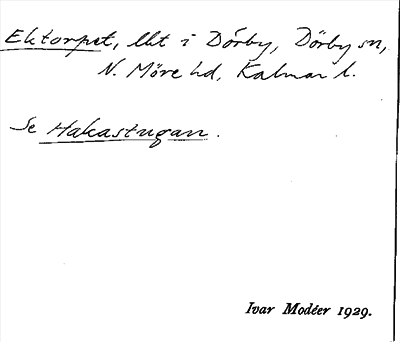 Ektorpet, lht i Dörby, Dörby sn,
N. Möre hd, Kalmar l.
Se Hakastugan.
Ivar Modéer 1929.